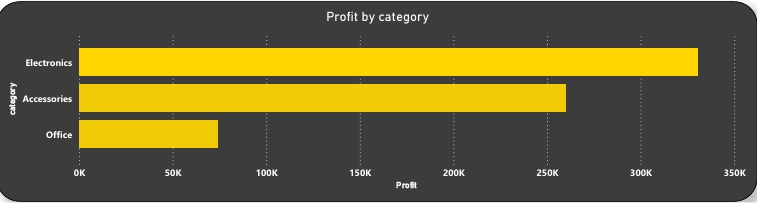 Profit by category
category
Electronics
Accessories
Office
0K 50K 100K 150K 200K 250K 300K 350K
Profit